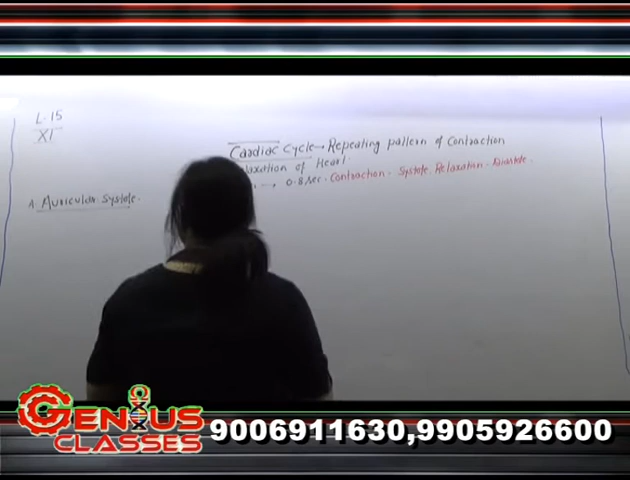 L-15
XI
Cardiac Cycle → Repeating pattern of Contraction
laxation of Heart
→ 0.8 sec. Contraction - Systole. Relaxation - Diastole.
A. Auricular Systole.
GENIUS
CLASSES
9006911630,9905926600